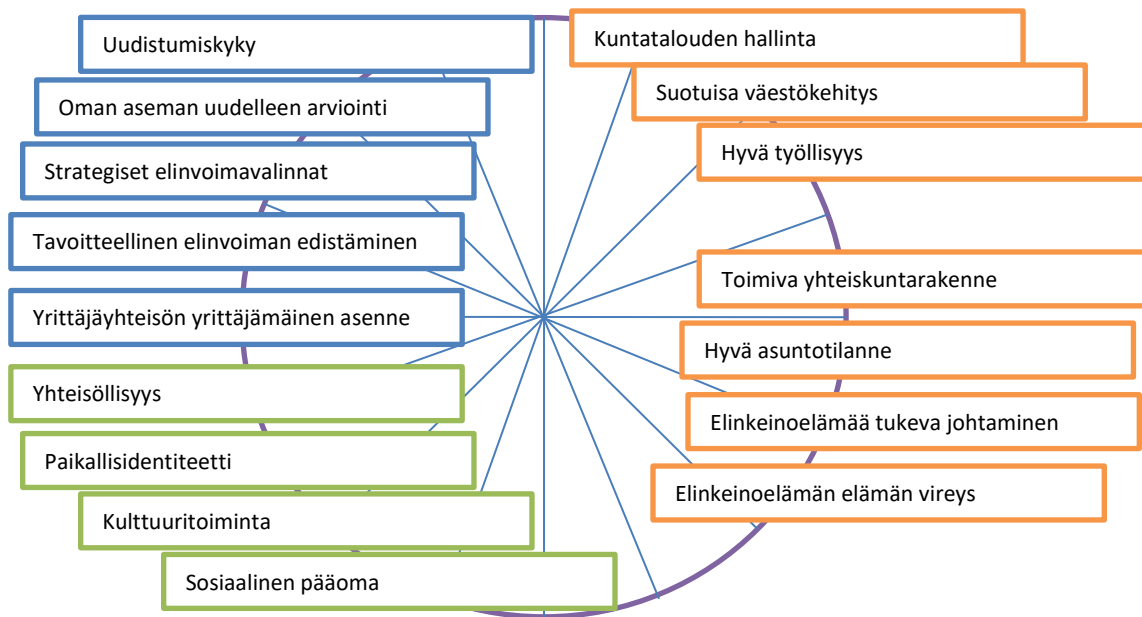 Uudistumiskyky
Oman aseman uudelleen arviointi
Strategiset elinvoimavalinnat
Tavoitteellinen elinvoiman edistäminen
Yrittäjäyhteisön yrittäjämäinen asenne
Yhteisöllisyys
Paikallisidentiteetti
Kulttuuritoiminta
Sosiaalinen pääoma
Kuntatalouden hallinta
Suotuisa väestökehitys
Hyvä työllisyys
Toimiva yhteiskuntarakenne
Hyvä asuntotilanne
Elinkeinoelämää tukeva johtaminen
Elinkeinoelämän elämän vireys